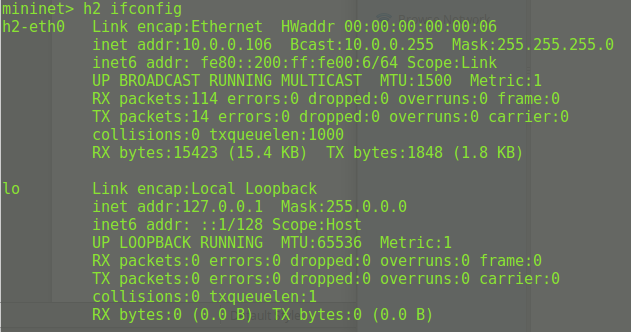 mininet> h2 ifconfig
h2-eth0   Link encap:Ethernet  HWaddr 00:00:00:00:00:06
          inet addr:10.0.0.106  Bcast:10.0.0.255  Mask:255.255.255.0
          inet6 addr: fe80::200:ff:fe00:6/64 Scope:Link
          UP BROADCAST RUNNING MULTICAST  MTU:1500  Metric:1
          RX packets:114 errors:0 dropped:0 overruns:0 frame:0
          TX packets:14 errors:0 dropped:0 overruns:0 carrier:0
          collisions:0 txqueuelen:1000
          RX bytes:15423 (15.4 KB)  TX bytes:1848 (1.8 KB)

lo        Link encap:Local Loopback
          inet addr:127.0.0.1  Mask:255.0.0.0
          inet6 addr: ::1/128 Scope:Host
          UP LOOPBACK RUNNING  MTU:65536  Metric:1
          RX packets:0 errors:0 dropped:0 overruns:0 frame:0
          TX packets:0 errors:0 dropped:0 overruns:0 carrier:0
          collisions:0 txqueuelen:1
          RX bytes:0 (0.0 B)  TX bytes:0 (0.0 B)